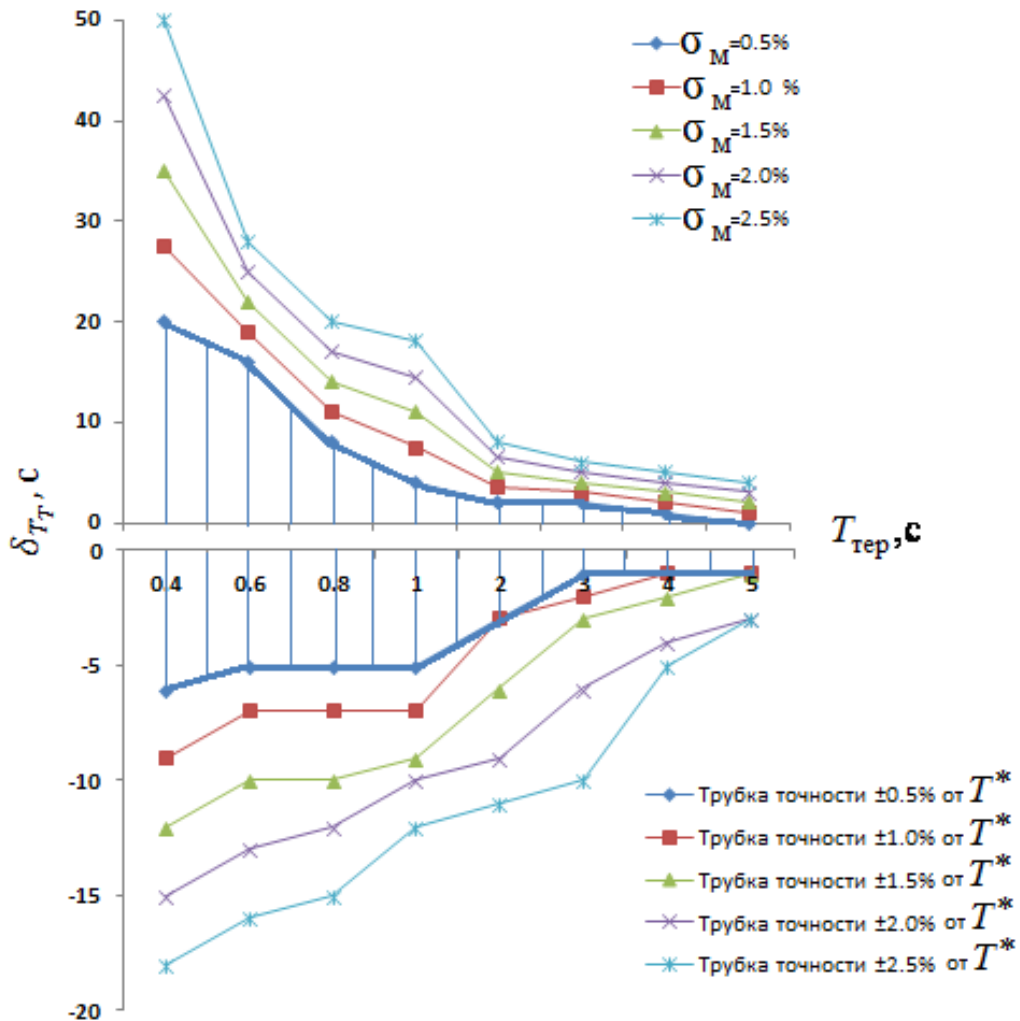 50
σ м=0.5%
σ м=1.0 %
40
σ м=1.5%
σ м=2.0%
30
σ м=2.5%
20
10
δTT, с
0
Tтер,с
0
0.4 0.6 0.8 1 2 3 4 5
-5
-10
Трубка точности ±0.5% от T*
Трубка точности ±1.0% от T*
-15
Трубка точности ±1.5% от T*
Трубка точности ±2.0% от T*
Трубка точности ±2.5% от T*
-20